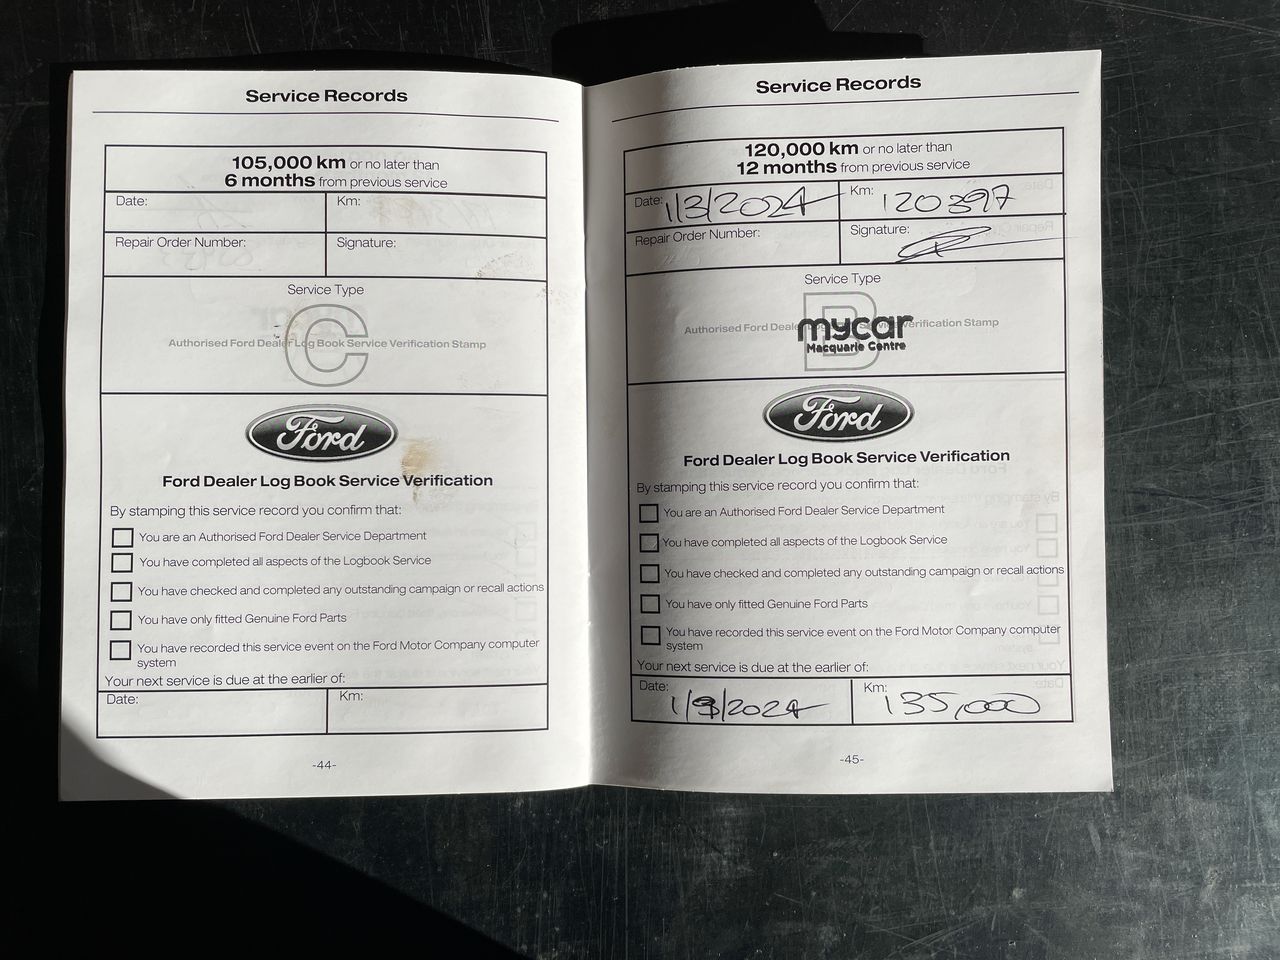 Service Records
105,000 km or no later than
6 months from previous service
Date:
Km:
Repair Order Number:
Signature:
Service Type
C
Authorised Ford Dealer Log Book Service Verification Stamp
Ford
Ford Dealer Log Book Service Verification
By stamping this service record you confirm that:
You are an Authorised Ford Dealer Service Department
You have completed all aspects of the Logbook Service
You have checked and completed any outstanding campaign or recall actions
You have only fitted Genuine Ford Parts
You have recorded this service event on the Ford Motor Company computer
system
Your next service is due at the earlier of:
Date:
Km:
-44-
Service Records
120,000 km or no later than
12 months from previous service
Date: 1/3/2024
Km: 120397
Repair Order Number:
Signature:
Service Type
B
Authorised Ford Dealer Log Book Service Verification Stamp
mycar
Macquarie Centre
Ford
Ford Dealer Log Book Service Verification
By stamping this service record you confirm that:
You are an Authorised Ford Dealer Service Department
You have completed all aspects of the Logbook Service
You have checked and completed any outstanding campaign or recall actions
You have only fitted Genuine Ford Parts
You have recorded this service event on the Ford Motor Company computer
system
Your next service is due at the earlier of:
Date: 1/9/2024
Km: 135,000
-45-